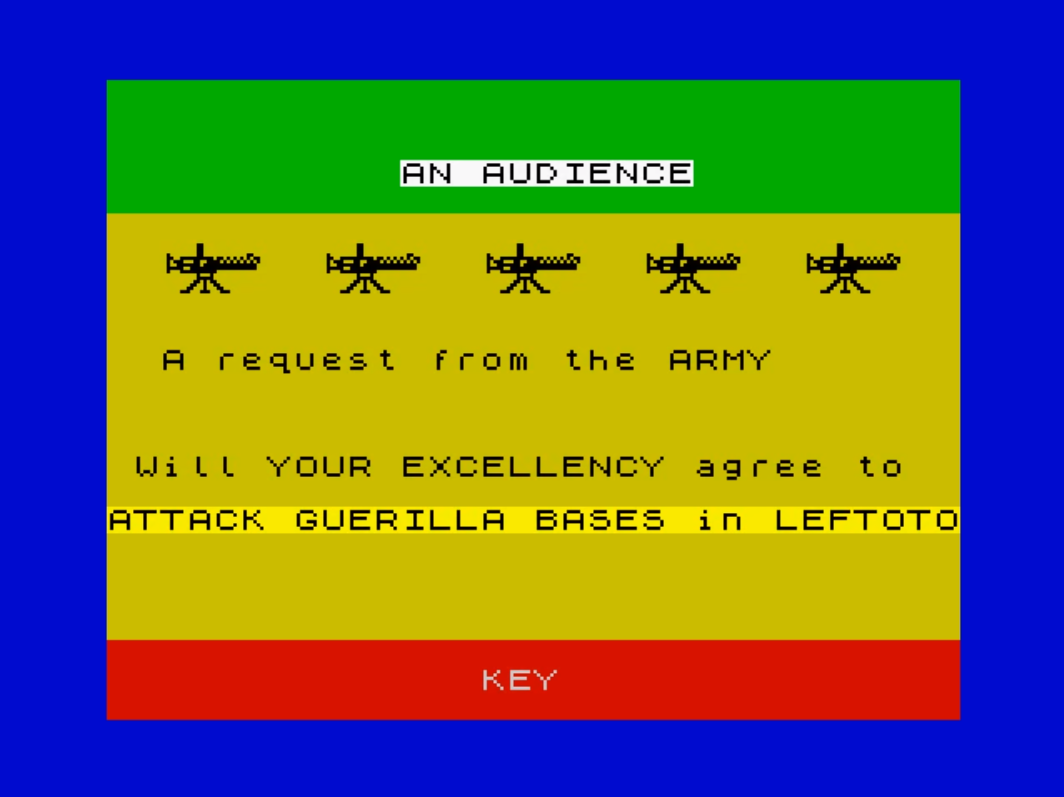 AN AUDIENCE
A request from the ARMY
Will YOUR EXCELLENCY agree to
ATTACK GUERILLA BASES in LEFTOTO
KEY